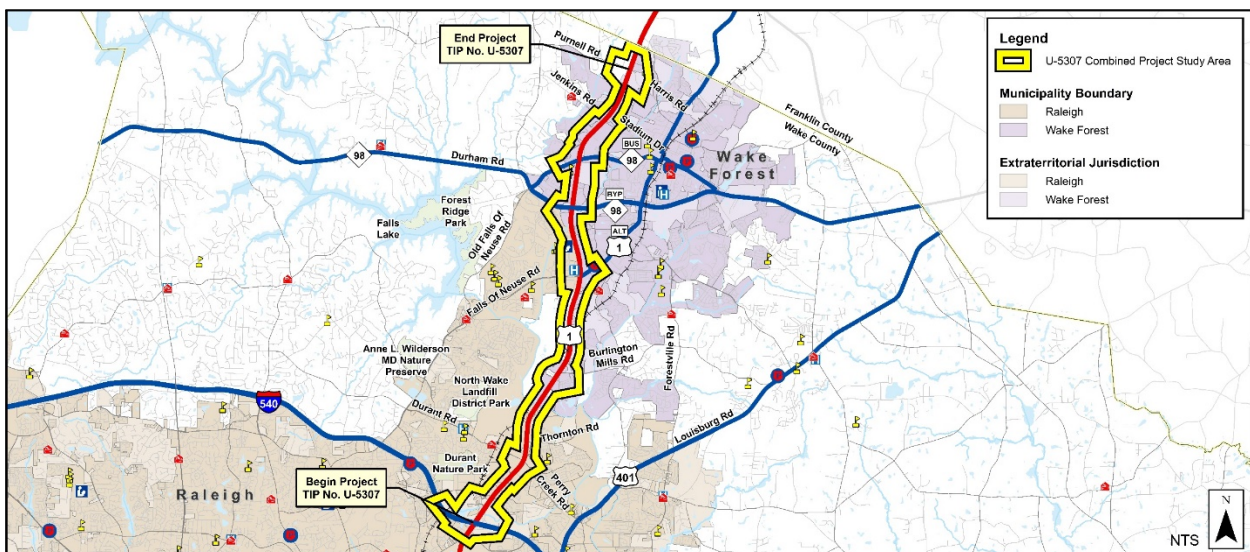 End Project
TIP No. U-5307
Purnell Rd
Jenkins Rd
Harris Rd
Franklin County
Wake County
Stadium Dr
BUS
98
Wake
Forest
98
Durham Rd
BYP
98
ALT
1
Forest
Ridge
Park
Falls
Lake
Old Falls Of
Neuse Rd
Falls Of Neuse Rd
1
Burlington
Mills Rd
Forestville Rd
Anne L. Wilderson
MD Nature
Preserve
North Wake
Landfill
District Park
540
Durant Rd
Thornton Rd
Louisburg Rd
401
Durant
Nature Park
Perry
Creek Rd
Begin Project
TIP No. U-5307
Raleigh
Legend
U-5307 Combined Project Study Area
Municipality Boundary
Raleigh
Wake Forest
Extraterritorial Jurisdiction
Raleigh
Wake Forest
N
NTS